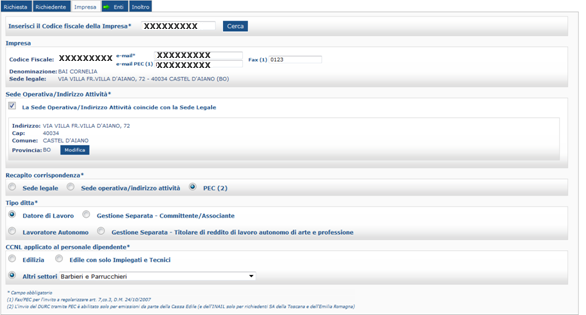 Richiesta Richiedente Impresa Enti Inoltro
Inserisci il Codice fiscale della Impresa* XXXXXXXXX Cerca
Impresa
Codice Fiscale: XXXXXXXXX e-mail* XXXXXXXXX Fax (1) 0123
e-mail PEC (1) XXXXXXXXX
Denominazione: BAI CORNELIA
Sede legale: VIA VILLA FR.VILLA D'AIANO, 72 - 40034 CASTEL D'AIANO (BO)
Sede Operativa/Indirizzo Attività*
La Sede Operativa/Indirizzo Attività coincide con la Sede Legale
Indirizzo: VIA VILLA FR.VILLA D'AIANO, 72
Cap: 40034
Comune: CASTEL D'AIANO
Provincia: BO Modifica
Recapito corrispondenza*
Sede legale Sede operativa/indirizzo attività PEC (2)
Tipo ditta*
Datore di Lavoro Gestione Separata - Committente/Associante
Lavoratore Autonomo Gestione Separata - Titolare di reddito di lavoro autonomo di arte e professione
CCNL applicato al personale dipendente*
Edilizia Edile con solo Impiegati e Tecnici
Altri settori Barbieri e Parrucchieri
* Campo obbligatorio
(1) Fax/PEC per l'invito a regolarizzare art. 7,co.3, D.M. 24/10/2007
(2) L'invio del DURC tramite PEC è abilitato solo per emissioni da parte della Cassa Edile (e dell'INAIL solo per richiedenti SA della Toscana e dell'Emilia Romagna)